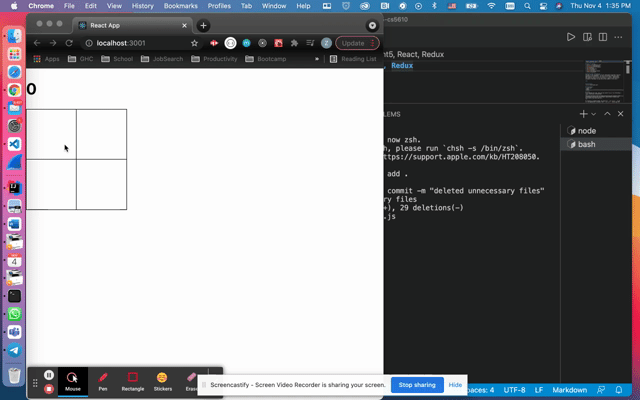 Chrome File Edit View History Bookmarks Profiles Tab Window Help Thu Nov 4 1:35 PM
React App
-cs6610
localhost:3001 Update
Apps GHC School JobSearch Productivity Bootcamp » Reading List
nt5, React, Redux
, Redux
0
LEMS
node
bash
now zsh.
h, please run `chsh -s /bin/zsh`.
ttps://support.apple.com/kb/HT208050.
add .
commit -m "deleted unnecessary files"
ry files
+), 29 deletions(-)
.js
Mouse Pen Rectangle Stickers Erase
Screencastify - Screen Video Recorder is sharing your screen. Stop sharing Hide
paces: 4 UTF-8 LF Markdown